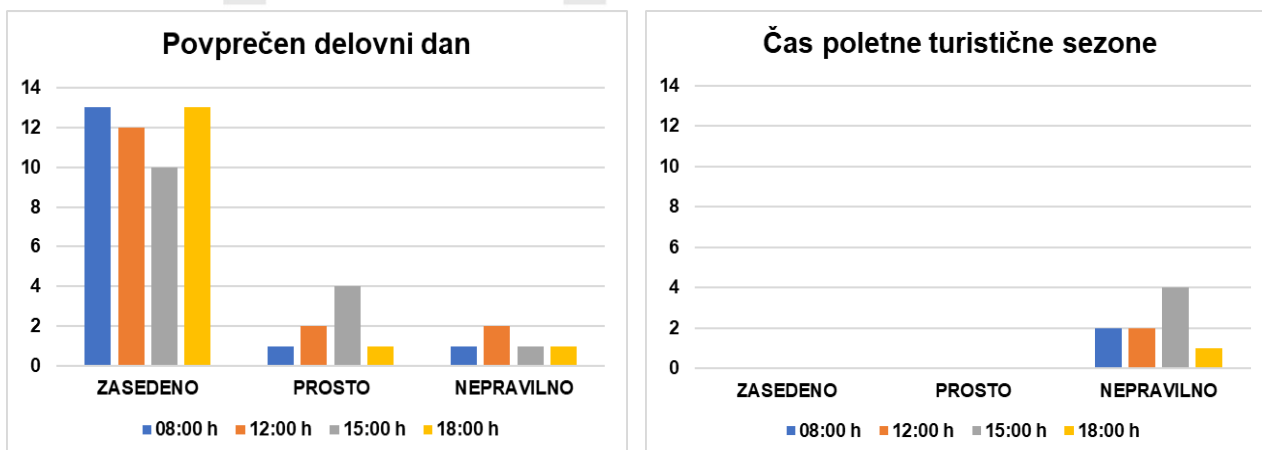 Povprečen delovni dan
14
12
10
8
6
4
2
0
ZASEDENO PROSTO NEPRAVILNO
08:00 h 12:00 h 15:00 h 18:00 h
Čas poletne turistične sezone
14
12
10
8
6
4
2
0
ZASEDENO PROSTO NEPRAVILNO
08:00 h 12:00 h 15:00 h 18:00 h